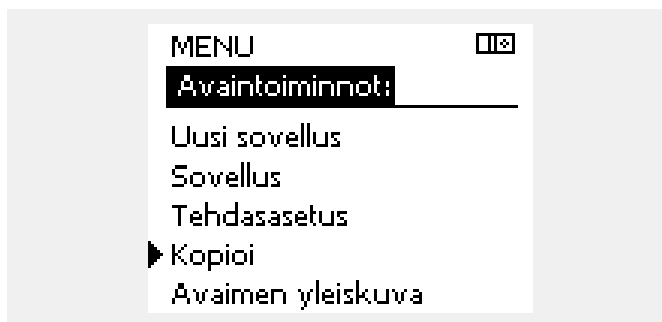 MENU
Avaintoiminnot:
Uusi sovellus
Sovellus
Tehdasasetus
Kopioi
Avaimen yleiskuva